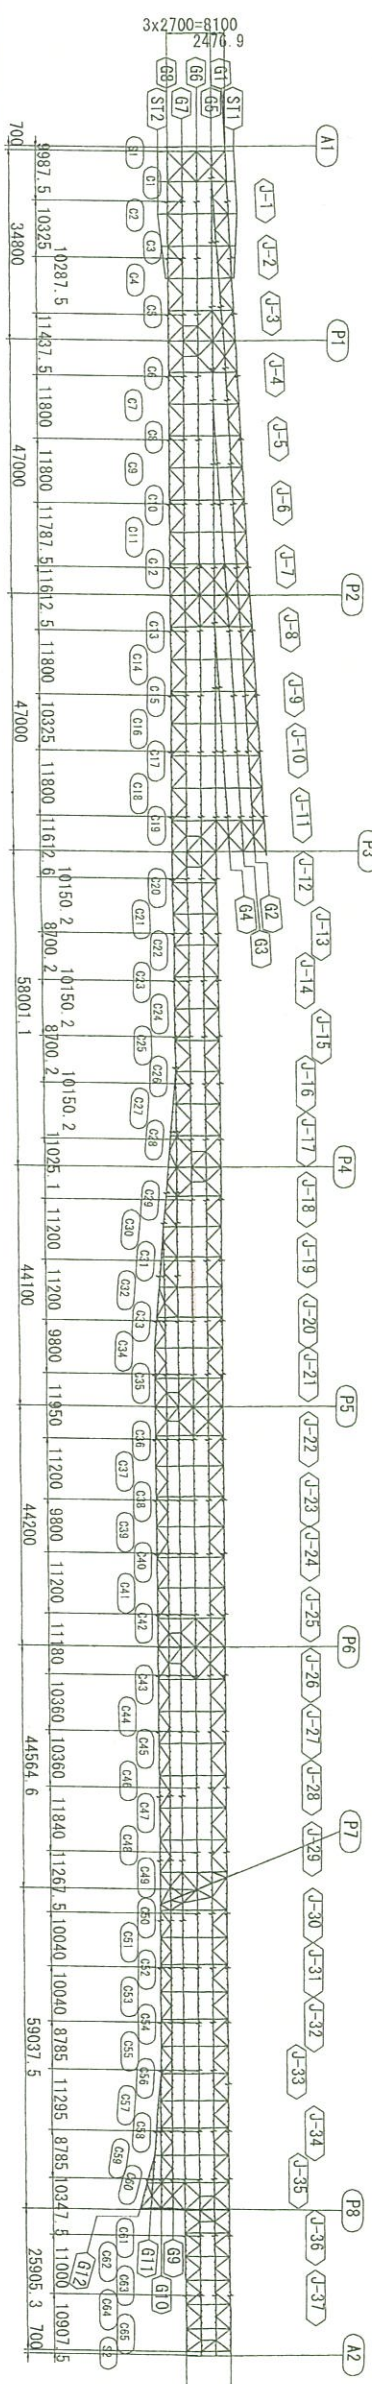 3x2700=8100
2476.9
G8
G6
G1
G7
G5
ST2
ST1
A1
P1
P2
P3
P4
P5
P6
P7
P8
A2
J-1
J-2
J-3
J-4
J-5
J-6
J-7
J-8
J-9
J-10
J-11
J-12
J-13
J-14
J-15
J-16
J-17
J-18
J-19
J-20
J-21
J-22
J-23
J-24
J-25
J-26
J-27
J-28
J-29
J-30
J-31
J-32
J-33
J-34
J-35
J-36
J-37
G2
G3
G4
G9
G10
G11
G12
S1
C1
C2
C3
C4
C5
C6
C7
C8
C9
C10
C11
C12
C13
C14
C15
C16
C17
C18
C19
C20
C21
C22
C23
C24
C25
C26
C27
C28
C29
C30
C31
C32
C33
C34
C35
C36
C37
C38
C39
C40
C41
C42
C43
C44
C45
C46
C47
C48
C49
C50
C51
C52
C53
C54
C55
C56
C57
C58
C59
C60
C61
C62
C63
C64
C65
S2
9987.5
10325
10287.5
11437.5
11800
11800
11787.5
11612.5
11800
10325
11800
11612.6
10150.2
8700.2
10150.2
8700.2
10150.2
11025.1
11200
11200
9800
11950
11200
9800
11200
11180
10360
10360
11840
11267.5
10040
10040
8785
11295
8785
10347.5
11000
10907.5
700
34800
47000
47000
58001.1
44100
44200
44564.6
59037.5
25905.3
700